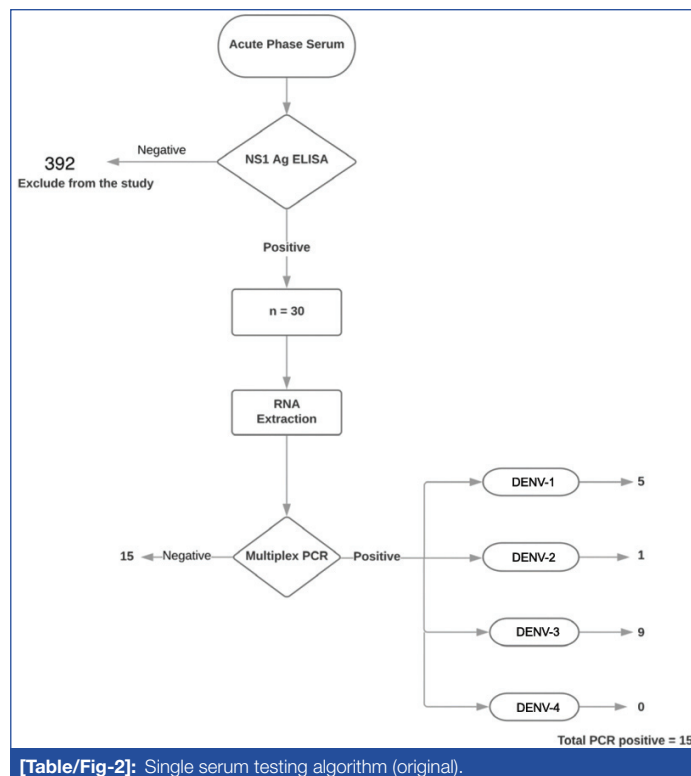 Acute Phase Serum
Negative
NS1 Ag ELISA
392
Exclude from the study
Positive
n = 30
RNA
Extraction
DENV-1
5
15
Negative
Multiplex PCR
Positive
DENV-2
1
DENV-3
9
DENV-4
0
Total PCR positive = 15
[Table/Fig-2]: Single serum testing algorithm (original).